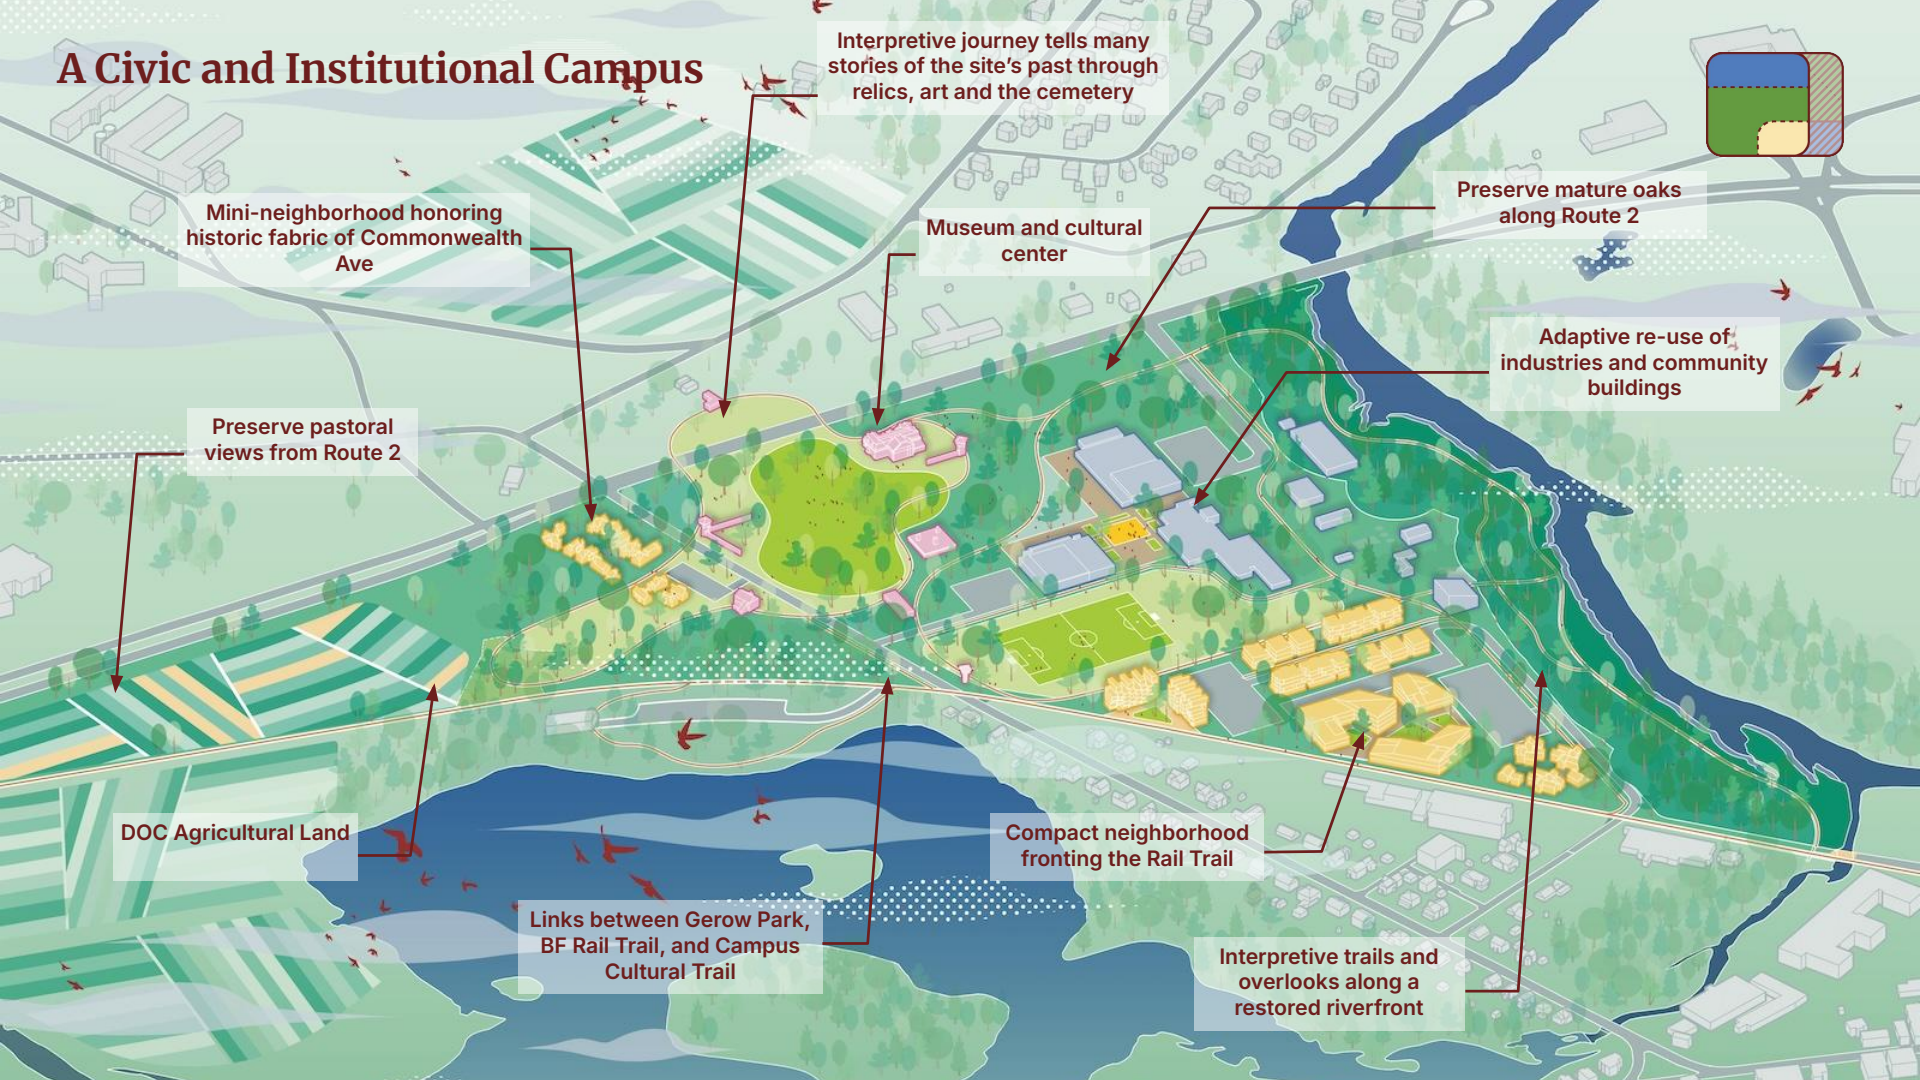 A Civic and Institutional Campus
Interpretive journey tells many
stories of the site's past through
relics, art and the cemetery
Preserve mature oaks
along Route 2
Mini-neighborhood honoring
historic fabric of Commonwealth
Ave
Museum and cultural
center
Adaptive re-use of
industries and community
buildings
Preserve pastoral
views from Route 2
DOC Agricultural Land
Compact neighborhood
fronting the Rail Trail
Links between Gerow Park,
BF Rail Trail, and Campus
Cultural Trail
Interpretive trails and
overlooks along a
restored riverfront